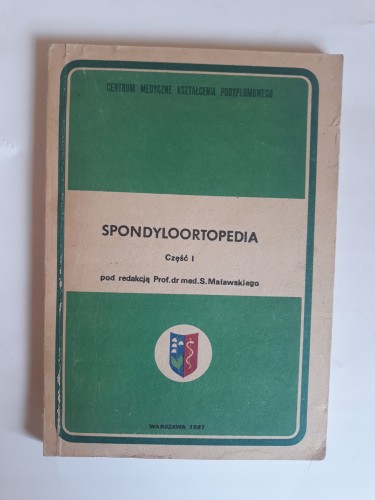 CENTRUM MEDYCZNE KSZTAŁCENIA PODYPLOMOWEGO
SPONDYLOORTOPEDIA
Część I
pod redakcją Prof. dr med. S. Malawskiego
WARSZAWA 1987